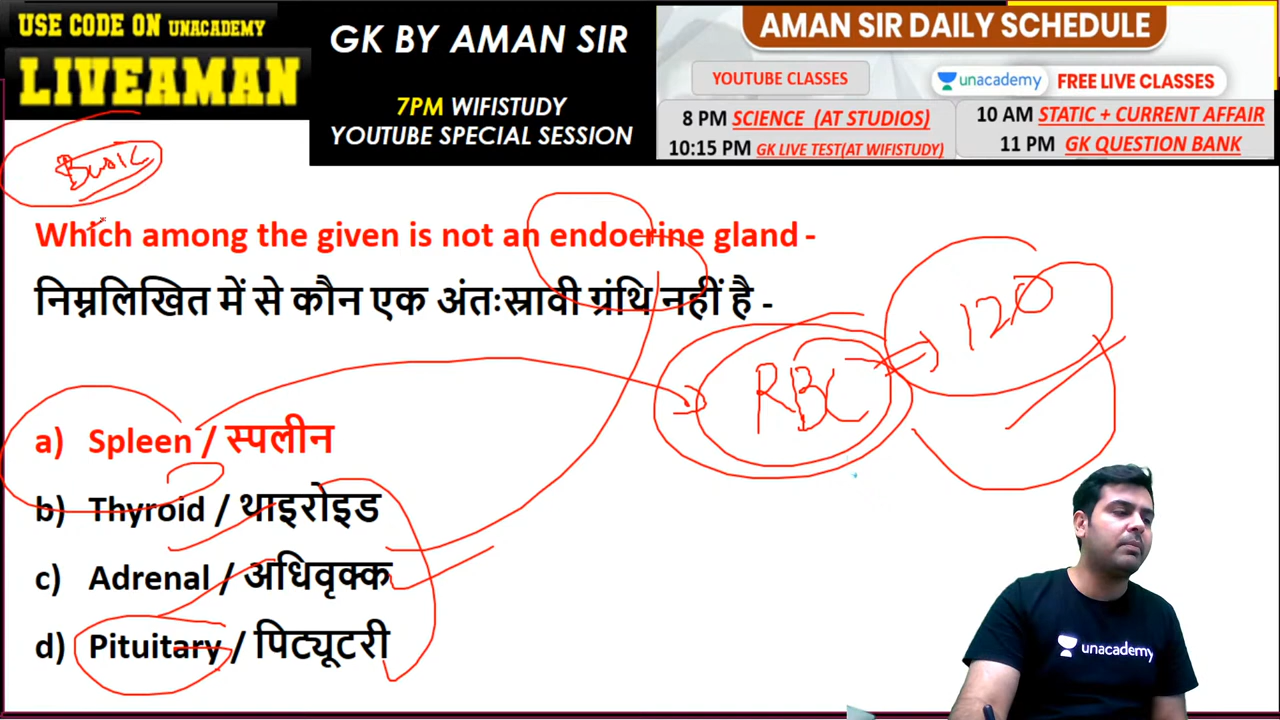 USE CODE ON UNACADEMY
LIVEAMAN
GK BY AMAN SIR
7PM WIFISTUDY
YOUTUBE SPECIAL SESSION
AMAN SIR DAILY SCHEDULE
YOUTUBE CLASSES
unacademy FREE LIVE CLASSES
8 PM SCIENCE (AT STUDIOS)
10:15 PM GK LIVE TEST(AT WIFISTUDY)
10 AM STATIC + CURRENT AFFAIR
11 PM GK QUESTION BANK
Basic
Which among the given is not an endocrine gland -
निम्नलिखित में से कौन एक अंतःस्रावी ग्रंथि नहीं है -
RBC
120
a) Spleen / स्पलीन
b) Thyroid / थाइरोइड
c) Adrenal / अधिवृक्क
d) Pituitary / पिट्यूटरी
unacademy